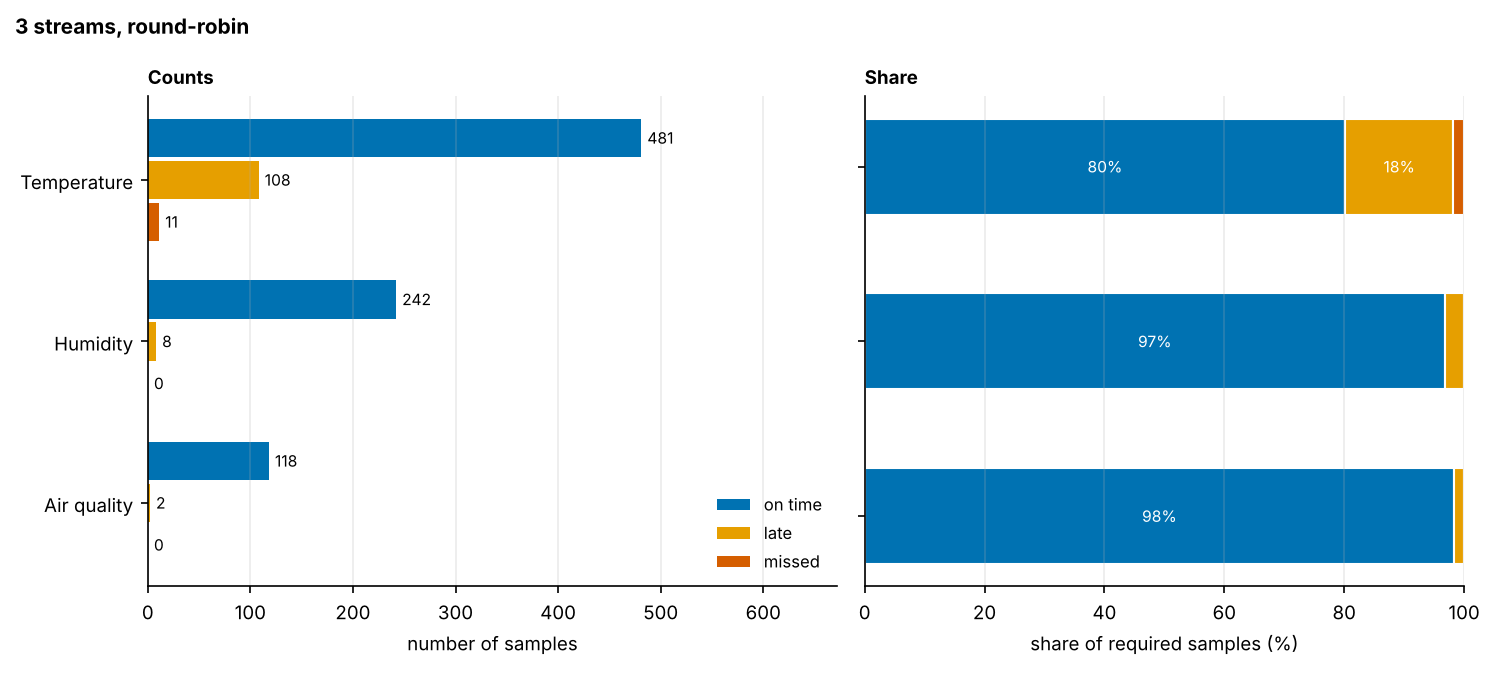 3 streams, round-robin
Counts
481
Temperature
108
11
242
Humidity
8
0
118
Air quality
2
0
on time
late
missed
0 100 200 300 400 500 600
number of samples
Share
80% 18%
97%
98%
0 20 40 60 80 100
share of required samples (%)